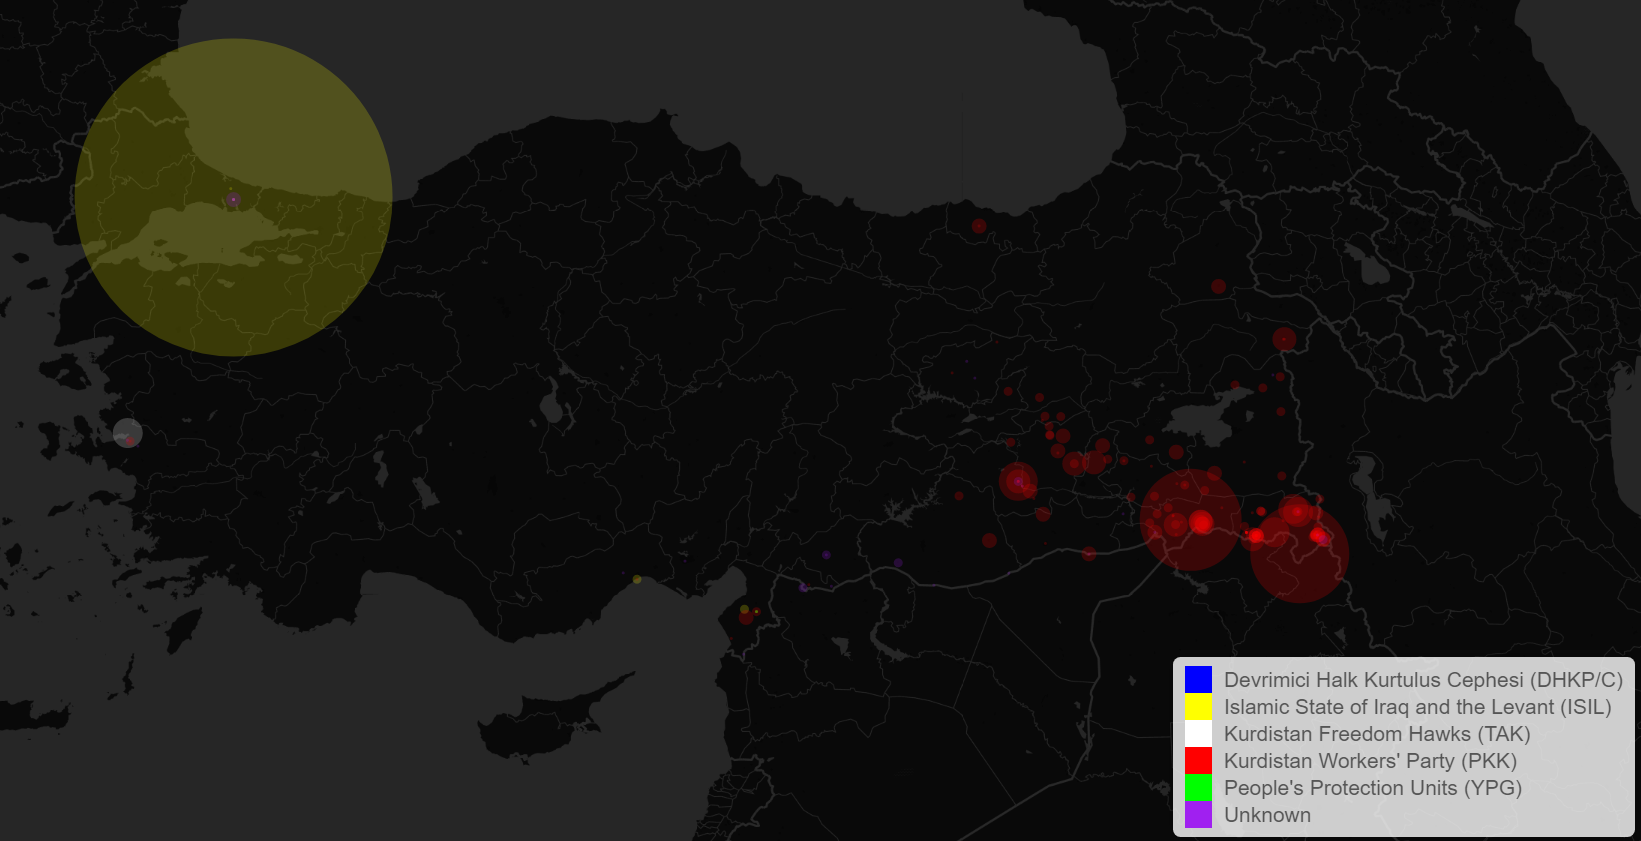 Devrimici Halk Kurtulus Cephesi (DHKP/C)
Islamic State of Iraq and the Levant (ISIL)
Kurdistan Freedom Hawks (TAK)
Kurdistan Workers' Party (PKK)
People's Protection Units (YPG)
Unknown